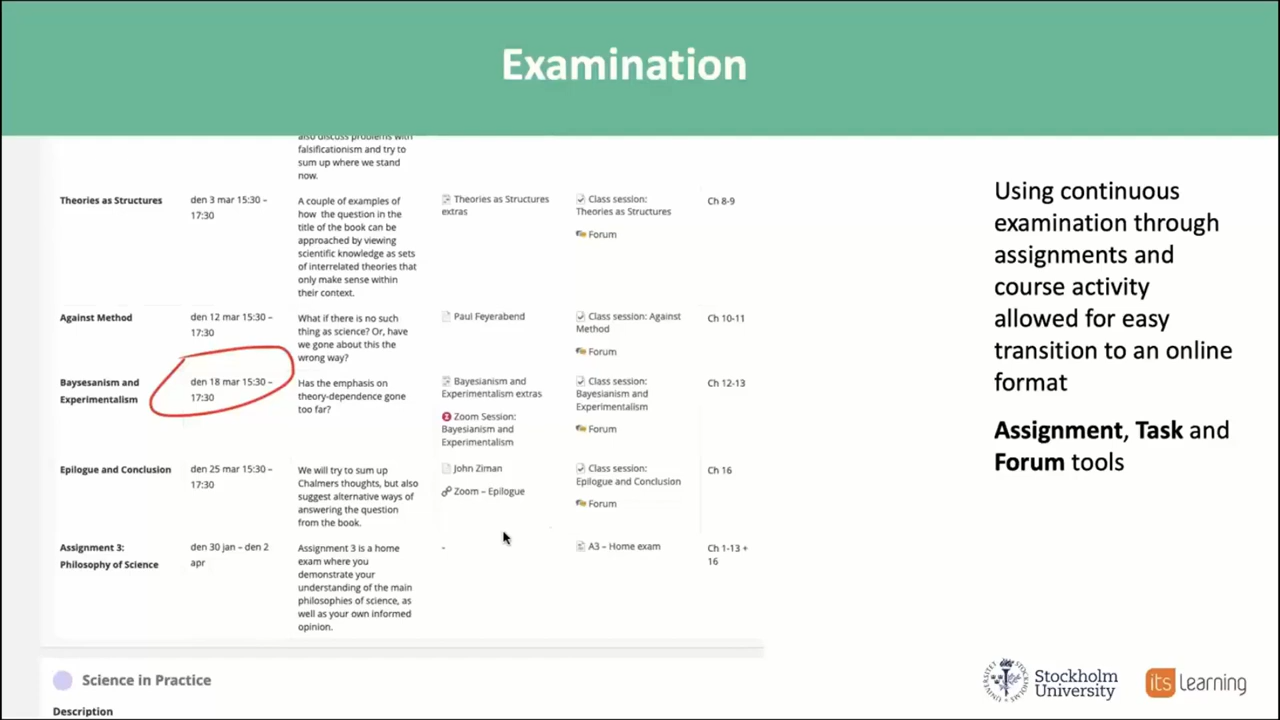 Examination
also discuss problems with
falsificationism and try to
sum up where we stand
now.
Theories as Structures
den 3 mar 15:30 –
17:30
A couple of examples of
how the question in the
title of the book can be
approached by viewing
scientific knowledge as sets
of interrelated theories that
only make sense within
their context.
Theories as Structures
extras
Class session:
Theories as Structures
Forum
Ch 8-9
Against Method
den 12 mar 15:30 –
17:30
What if there is no such
thing as science? Or, have
we gone about this the
wrong way?
Paul Feyerabend
Class session: Against
Method
Forum
Ch 10-11
Baysesanism and
Experimentalism
den 18 mar 15:30 –
17:30
Has the emphasis on
theory-dependence gone
too far?
Bayesianism and
Experimentalism extras
Zoom Session:
Bayesianism and
Experimentalism
Class session:
Bayesianism and
Experimentalism
Forum
Ch 12-13
Epilogue and Conclusion
den 25 mar 15:30 –
17:30
We will try to sum up
Chalmers thoughts, but also
suggest alternative ways of
answering the question
from the book.
John Ziman
Zoom – Epilogue
Class session:
Epilogue and Conclusion
Forum
Ch 16
Assignment 3:
Philosophy of Science
den 30 jan – den 2
apr
Assignment 3 is a home
exam where you
demonstrate your
understanding of the main
philosophies of science, as
well as your own informed
opinion.
-
A3 – Home exam
Ch 1-13 +
16
Science in Practice
Description
Using continuous
examination through
assignments and
course activity
allowed for easy
transition to an online
format
Assignment, Task and
Forum tools
Stockholm
University
its Learning